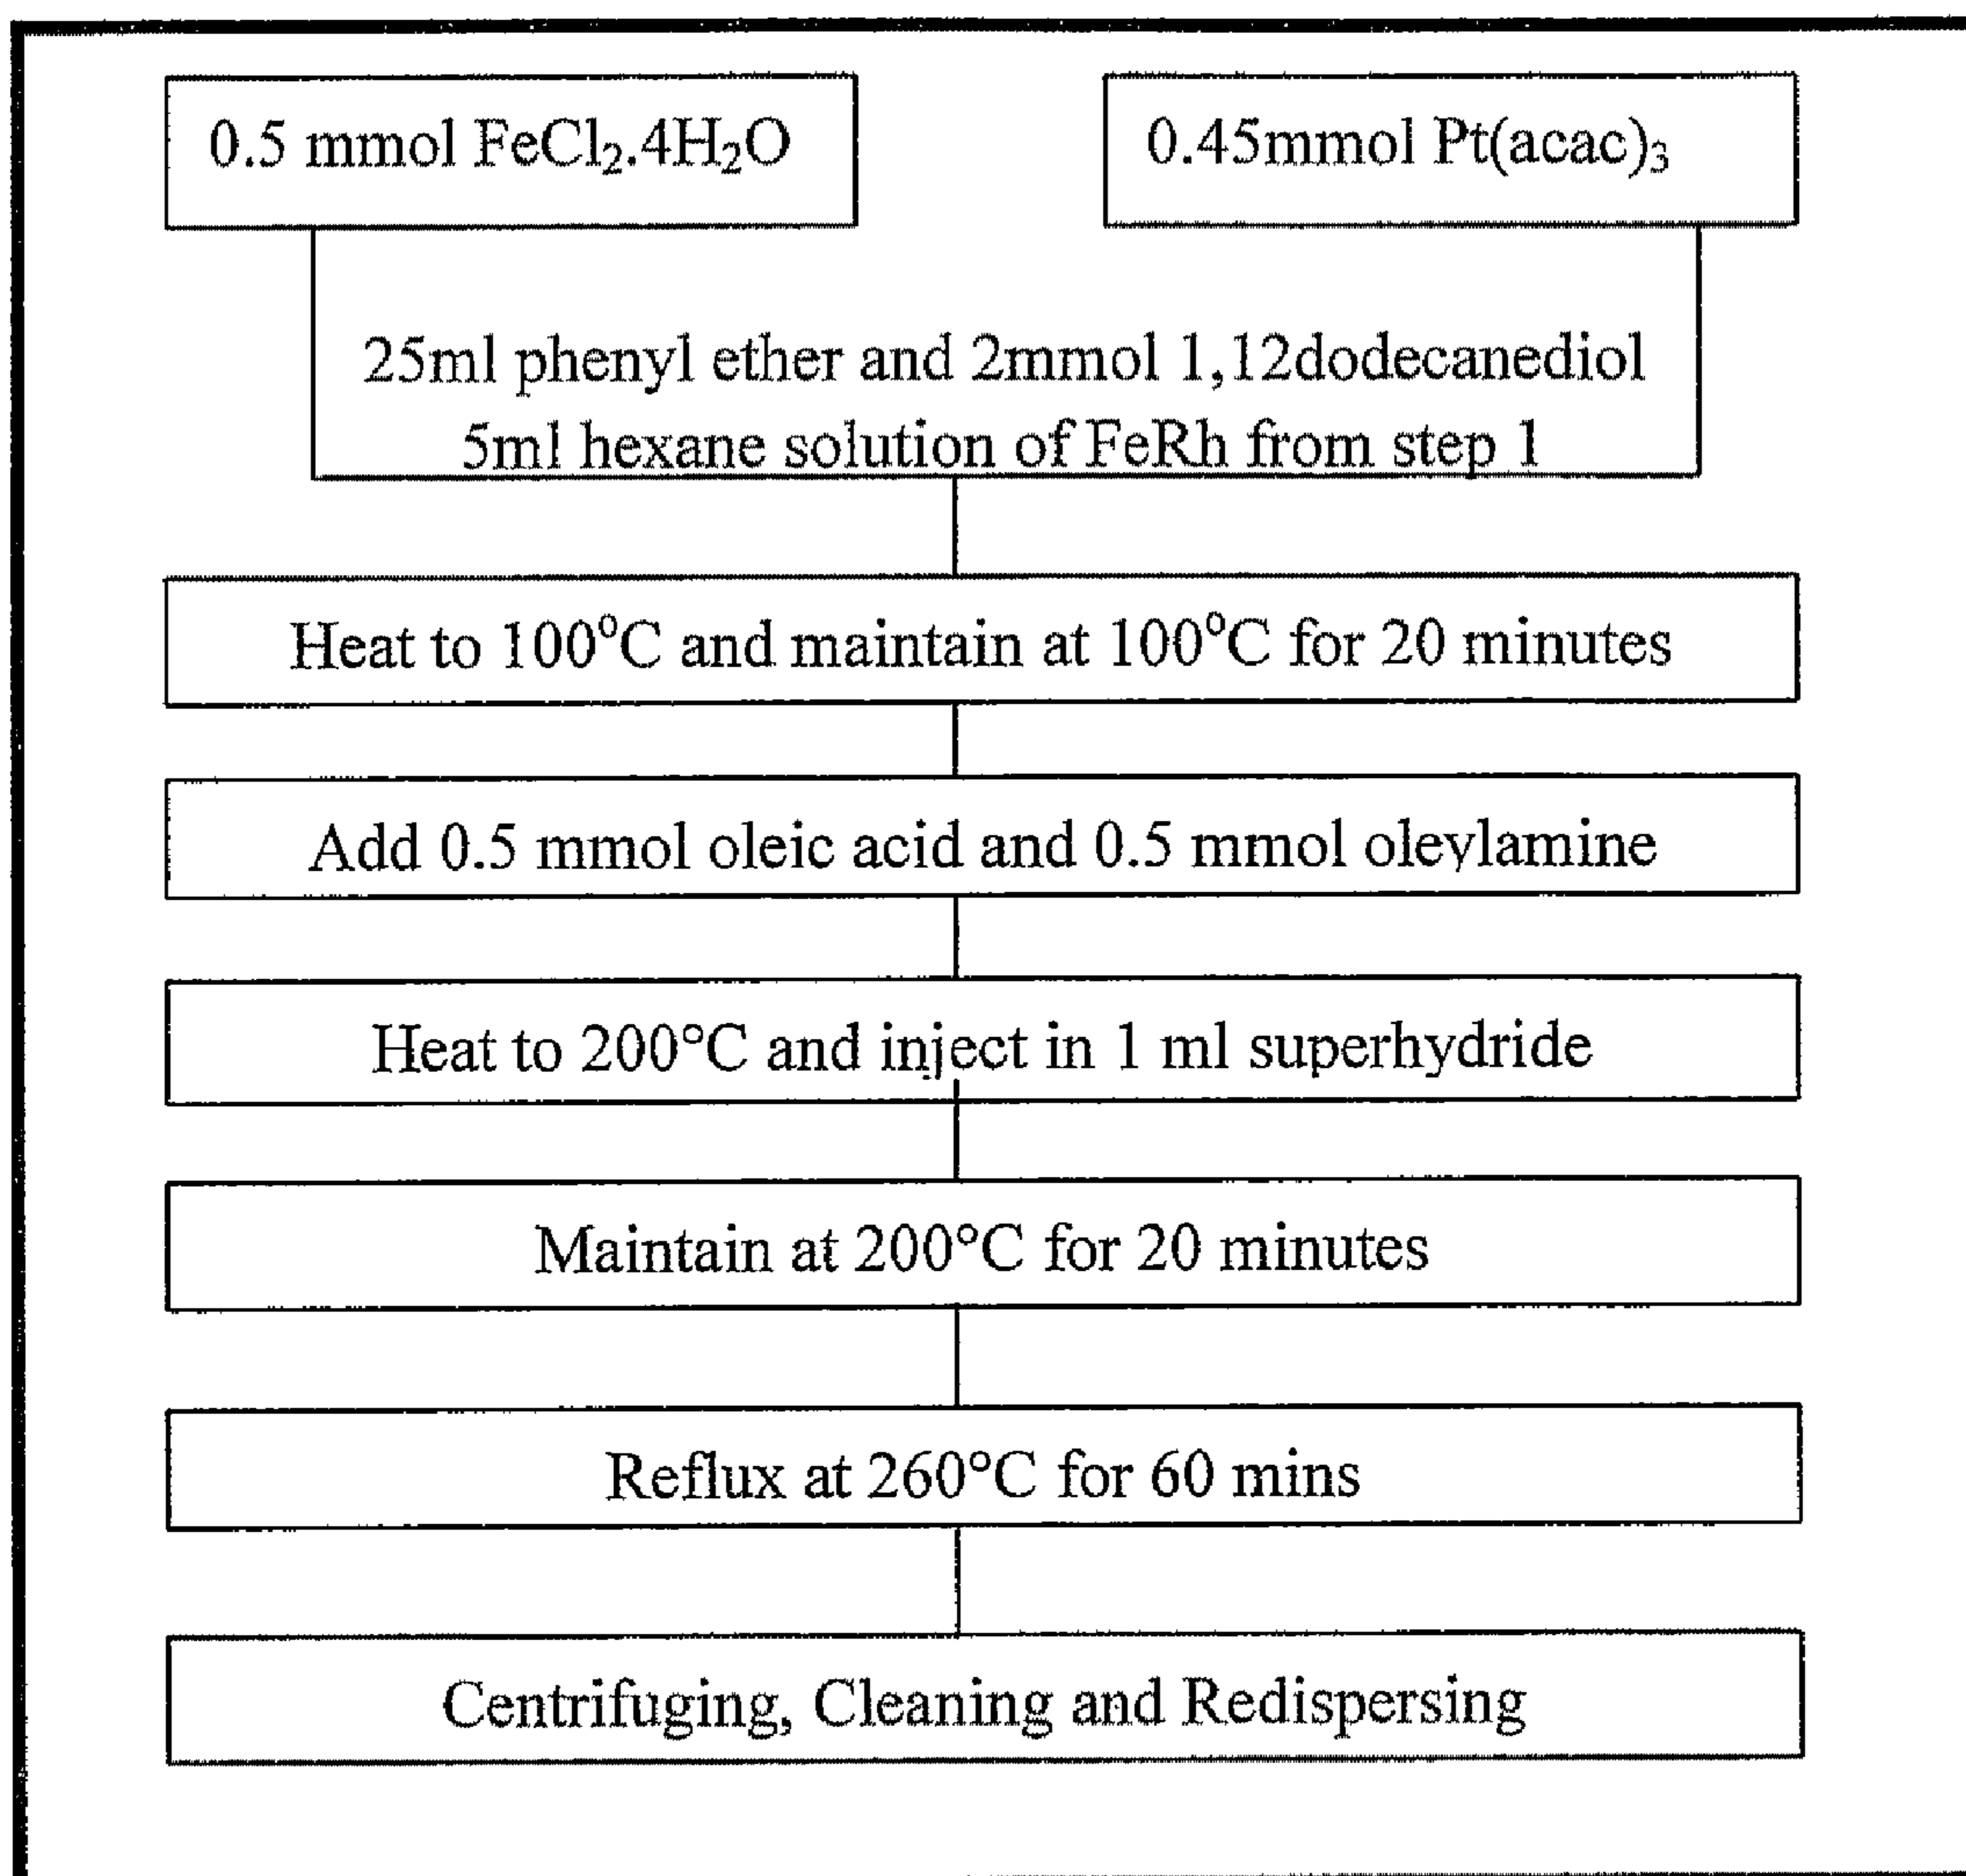 0.5 mmol FeCl₂.4H₂O
0.45mmol Pt(acac)₃
25ml phenyl ether and 2mmol 1,12dodecanediol
5ml hexane solution of FeRh from step 1
Heat to 100°C and maintain at 100°C for 20 minutes
Add 0.5 mmol oleic acid and 0.5 mmol oleylamine
Heat to 200°C and inject in 1 ml superhydride
Maintain at 200°C for 20 minutes
Reflux at 260°C for 60 mins
Centrifuging, Cleaning and Redispersing